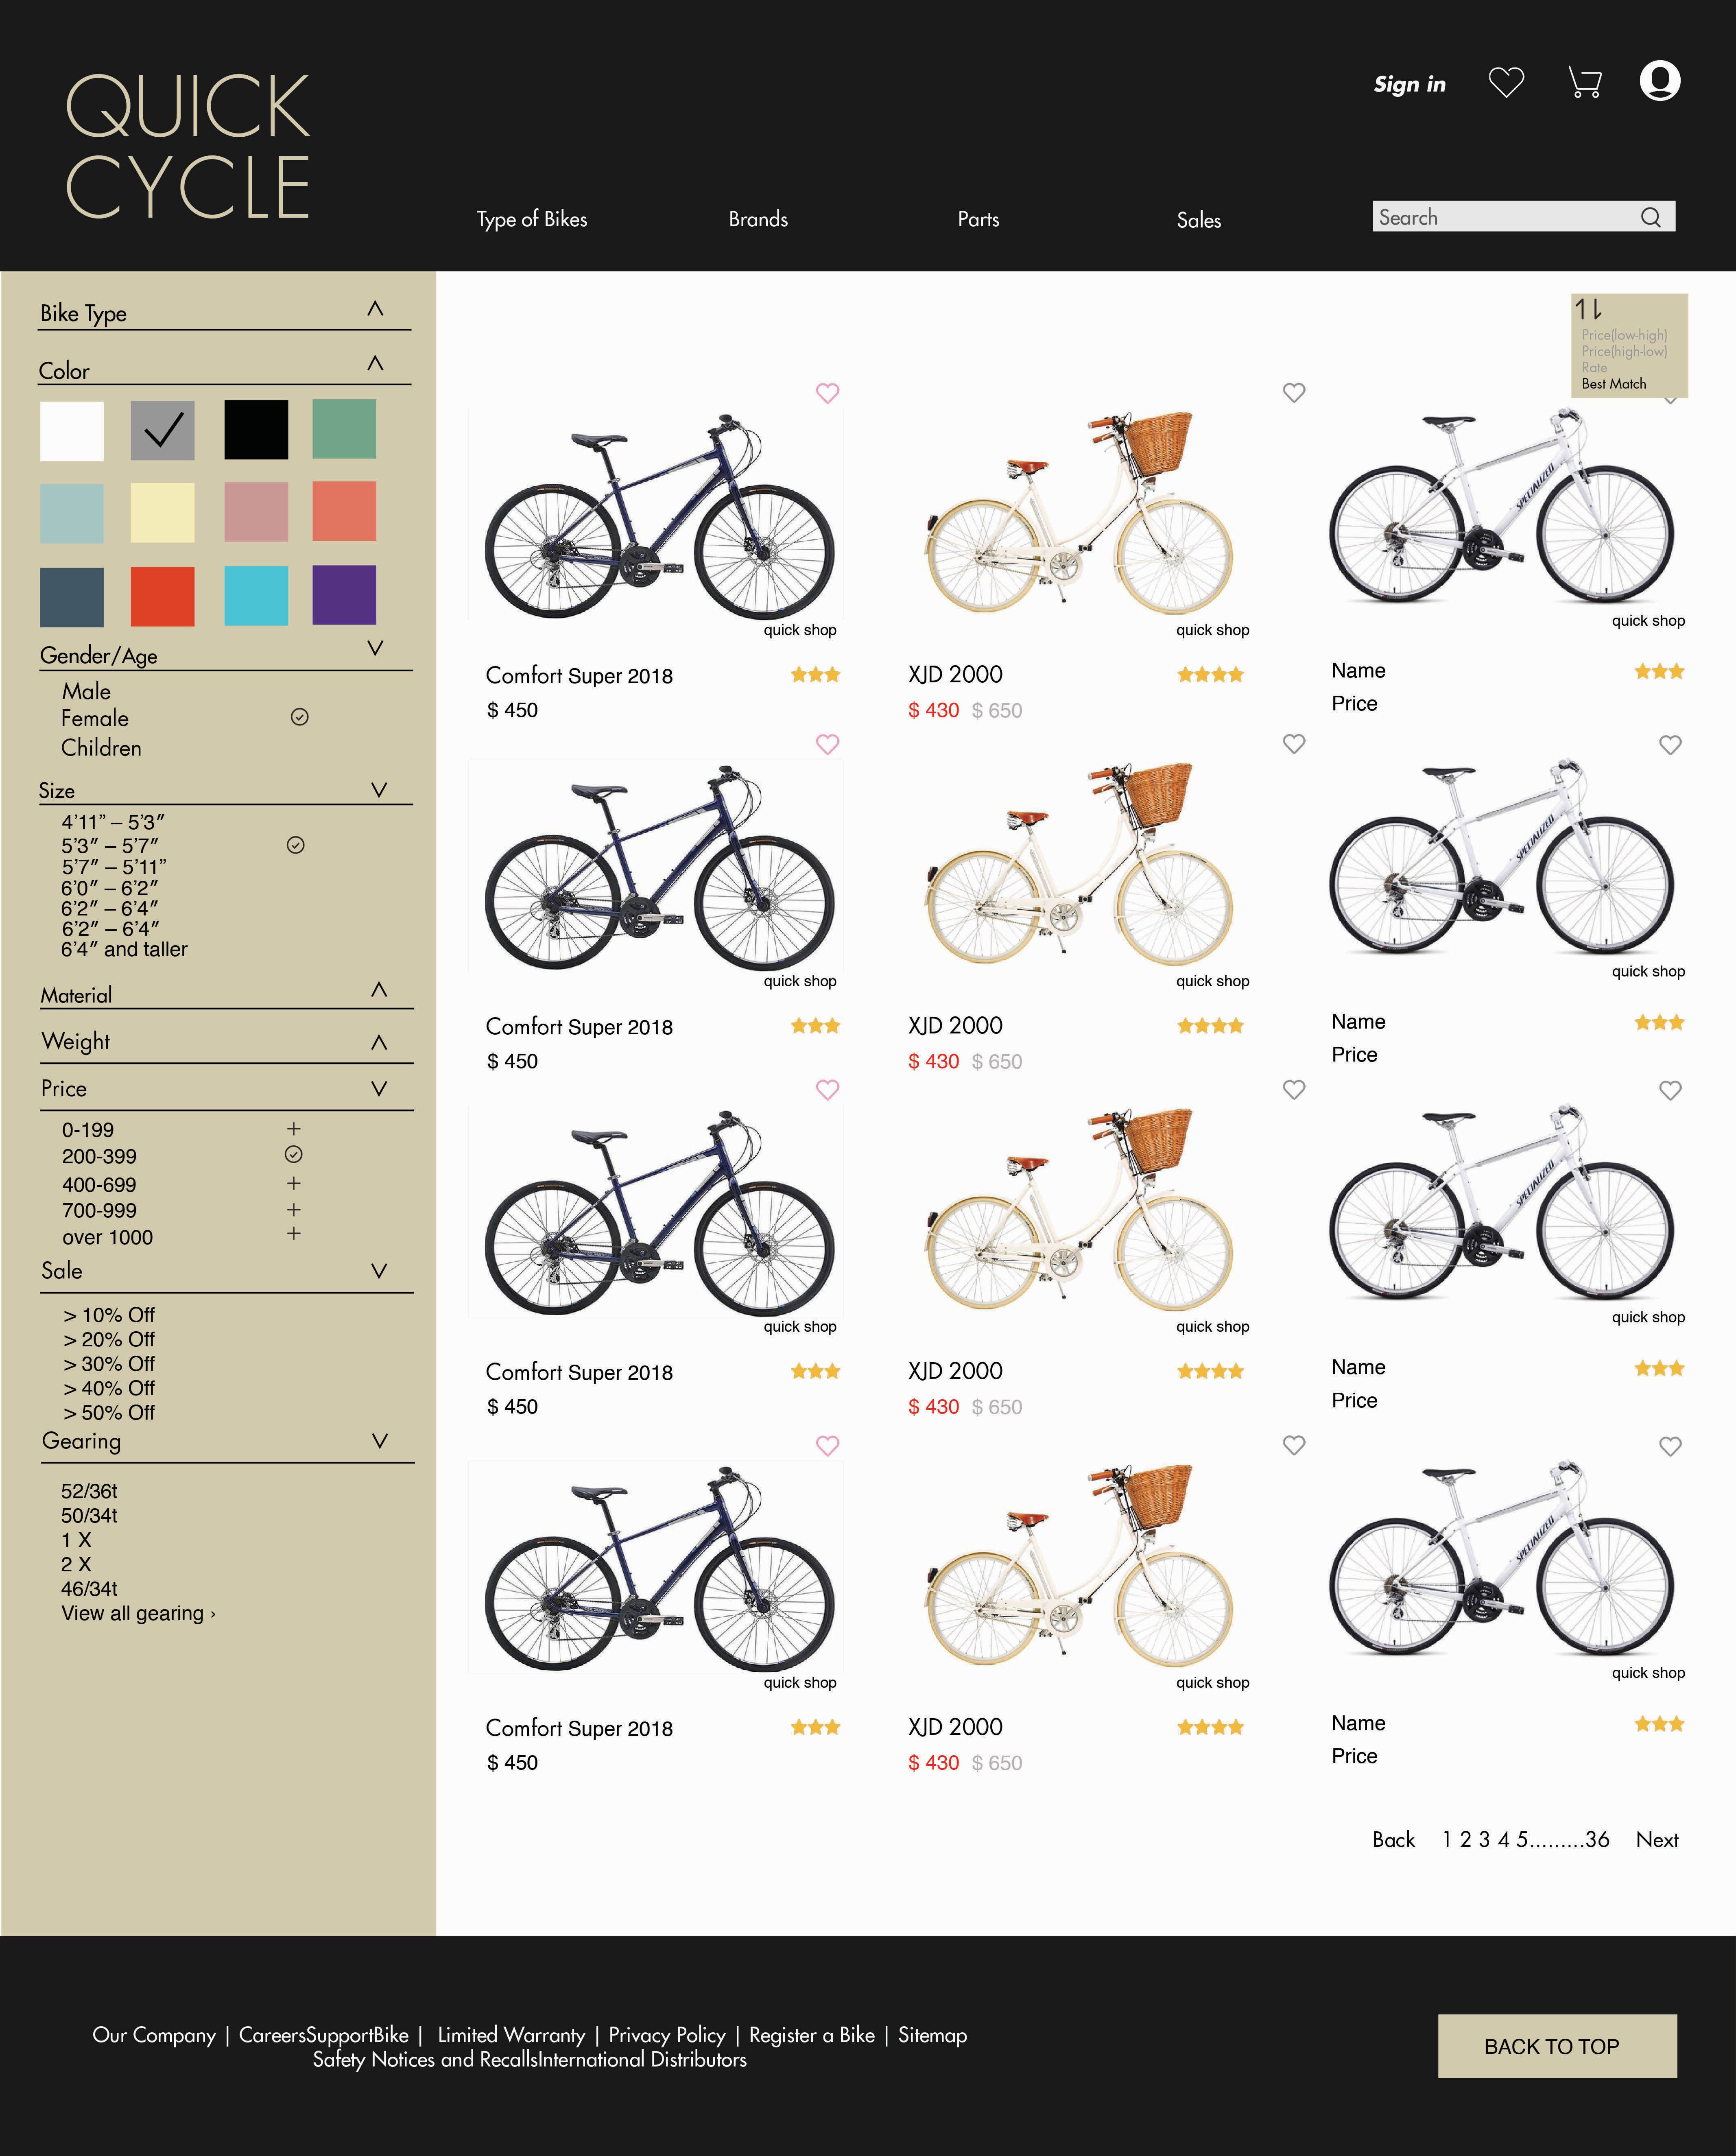 QUICK
CYCLE
Sign in
Type of Bikes
Brands
Parts
Sales
Search
Bike Type
Color
Gender/Age
Male
Female
Children
Size
4'11” – 5'3″
5'3″ – 5'7″
5'7″ – 5'11”
6'0″ – 6'2″
6'2″ – 6'4″
6'2″ – 6'4″
6'4″ and taller
Material
Weight
Price
0-199
200-399
400-699
700-999
over 1000
Sale
> 10% Off
> 20% Off
> 30% Off
> 40% Off
> 50% Off
Gearing
52/36t
50/34t
1 X
2 X
46/34t
View all gearing ›
Price(low-high)
Price(high-low)
Rate
Best Match
SPECIALIZED
quick shop
quick shop
quick shop
Comfort Super 2018
XJD 2000
Name
$ 450
$ 430 $ 650
Price
SPECIALIZED
quick shop
quick shop
quick shop
Comfort Super 2018
XJD 2000
Name
$ 450
$ 430 $ 650
Price
SPECIALIZED
quick shop
quick shop
quick shop
Comfort Super 2018
XJD 2000
Name
$ 450
$ 430 $ 650
Price
SPECIALIZED
quick shop
quick shop
quick shop
Comfort Super 2018
XJD 2000
Name
$ 450
$ 430 $ 650
Price
Back 1 2 3 4 5.........36 Next
Our Company | CareersSupportBike | Limited Warranty | Privacy Policy | Register a Bike | Sitemap
Safety Notices and RecallsInternational Distributors
BACK TO TOP